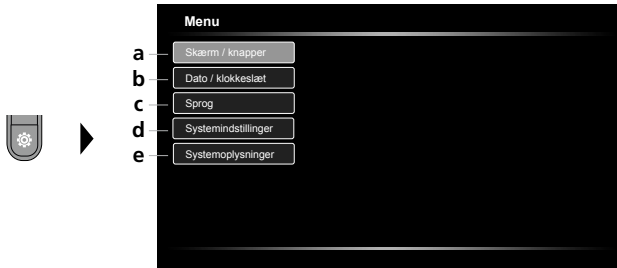 Menu
a Skærm / knapper
b Dato / klokkeslæt
c Sprog
d Systemindstillinger
e Systemoplysninger